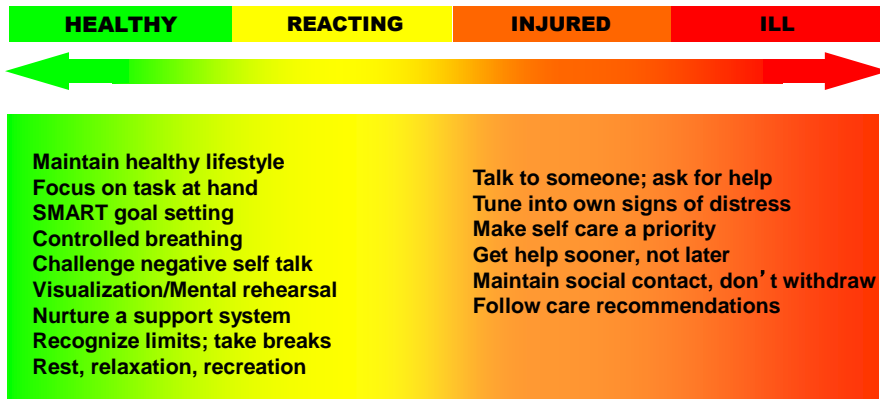 HEALTHY REACTING INJURED ILL
Maintain healthy lifestyle
Focus on task at hand
SMART goal setting
Controlled breathing
Challenge negative self talk
Visualization/Mental rehearsal
Nurture a support system
Recognize limits; take breaks
Rest, relaxation, recreation
Talk to someone; ask for help
Tune into own signs of distress
Make self care a priority
Get help sooner, not later
Maintain social contact, don’t withdraw
Follow care recommendations